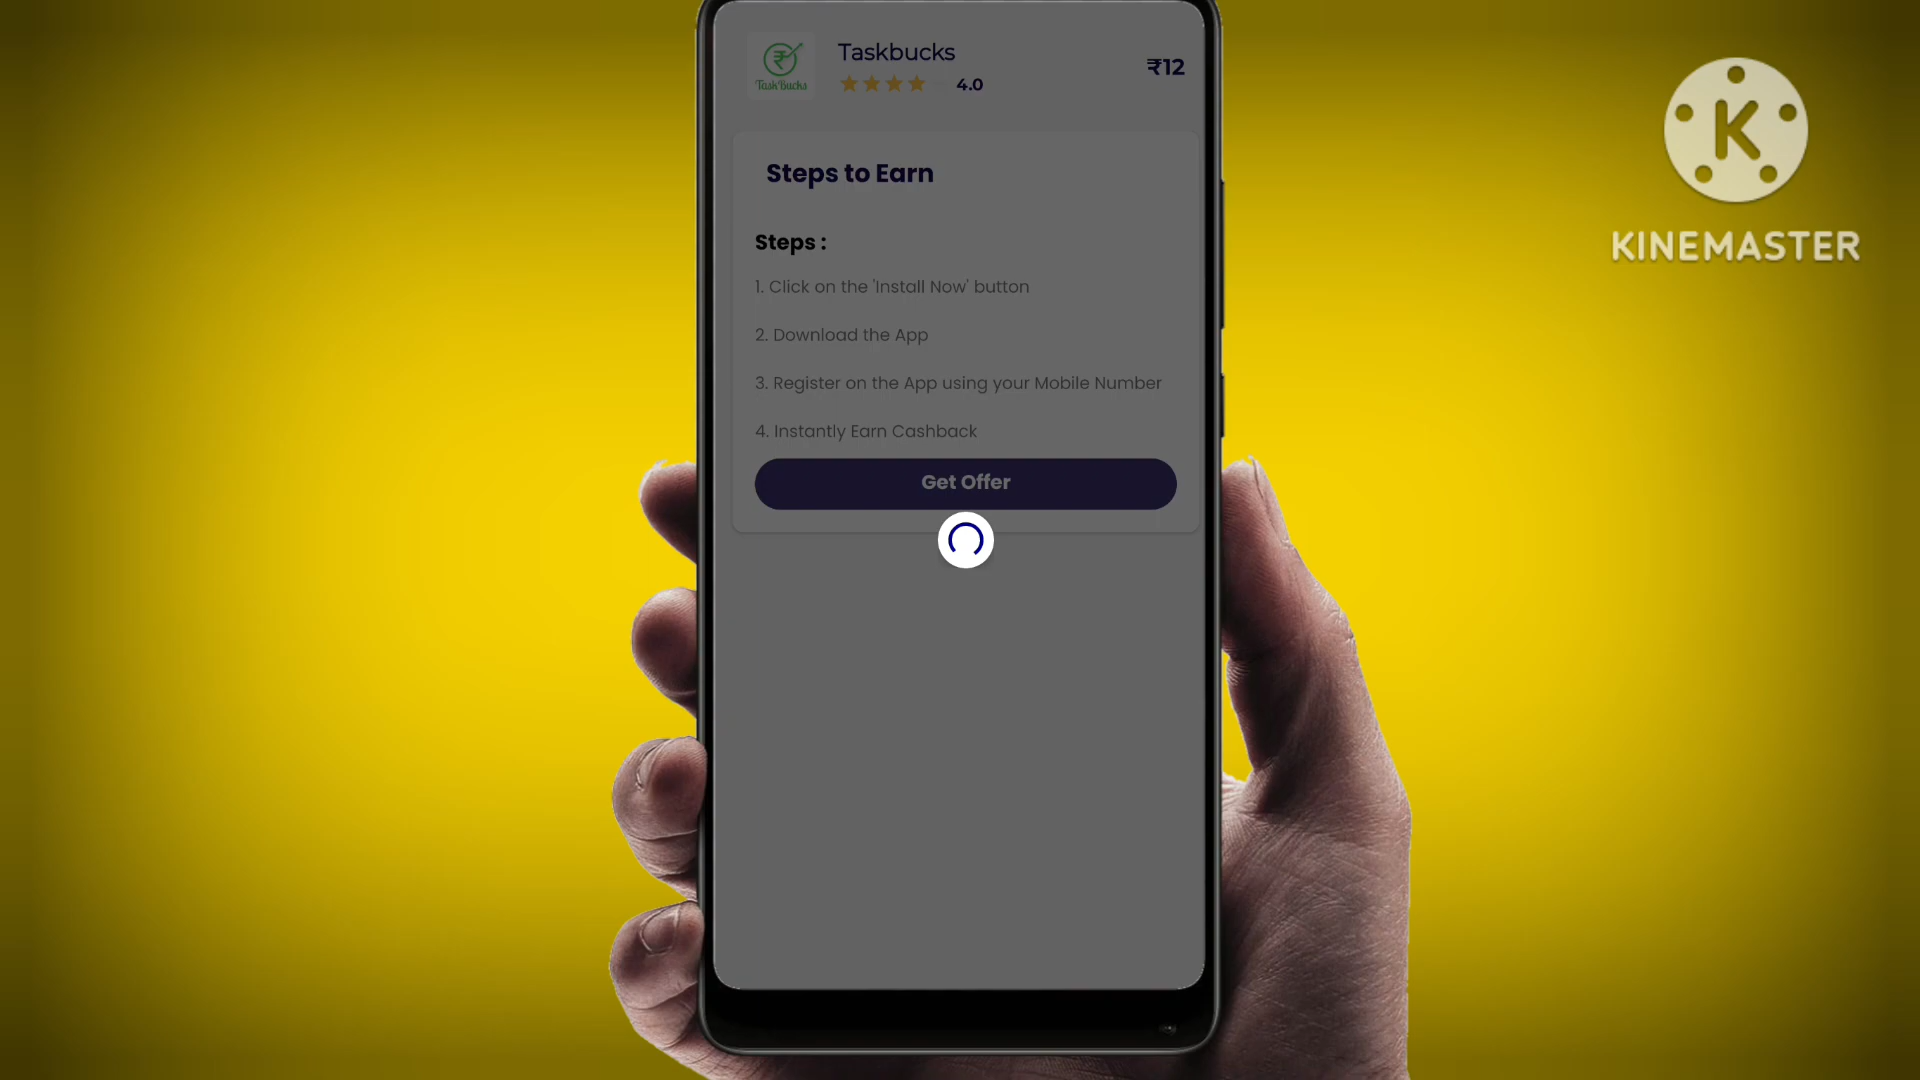 Taskbucks
₹12
TaskBucks
4.0
K
KINEMASTER
Steps to Earn
Steps :
1. Click on the 'Install Now' button
2. Download the App
3. Register on the App using your Mobile Number
4. Instantly Earn Cashback
Get Offer